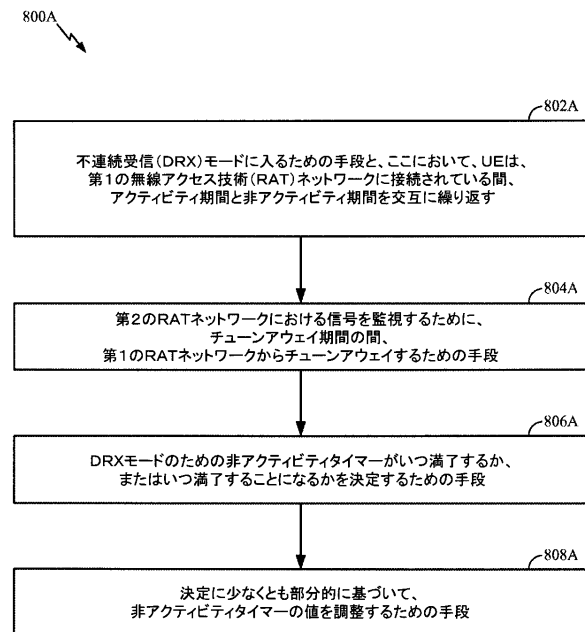 800A
802A
不連続受信(DRX)モードに入るための手段と、ここにおいて、UEは、
第1の無線アクセス技術(RAT)ネットワークに接続されている間、
アクティビティ期間と非アクティビティ期間を交互に繰り返す
804A
第2のRATネットワークにおける信号を監視するために、
チューンアウェイ期間の間、
第1のRATネットワークからチューンアウェイするための手段
806A
DRXモードのための非アクティビティタイマーがいつ満了するか、
またはいつ満了することになるかを決定するための手段
808A
決定に少なくとも部分的に基づいて、
非アクティビティタイマーの値を調整するための手段